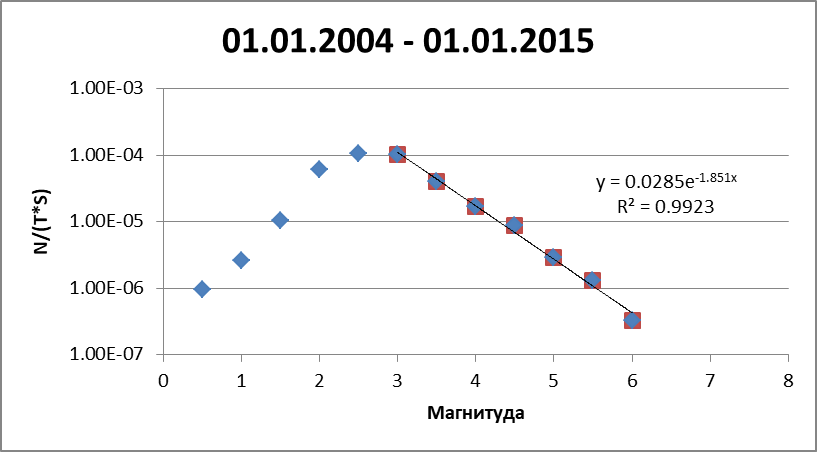 01.01.2004 - 01.01.2015
N/(T*S)
1.00E-03
1.00E-04
1.00E-05
1.00E-06
1.00E-07
y = 0.0285e^-1.851x
R² = 0.9923
0 1 2 3 4 5 6 7 8
Магнитуда